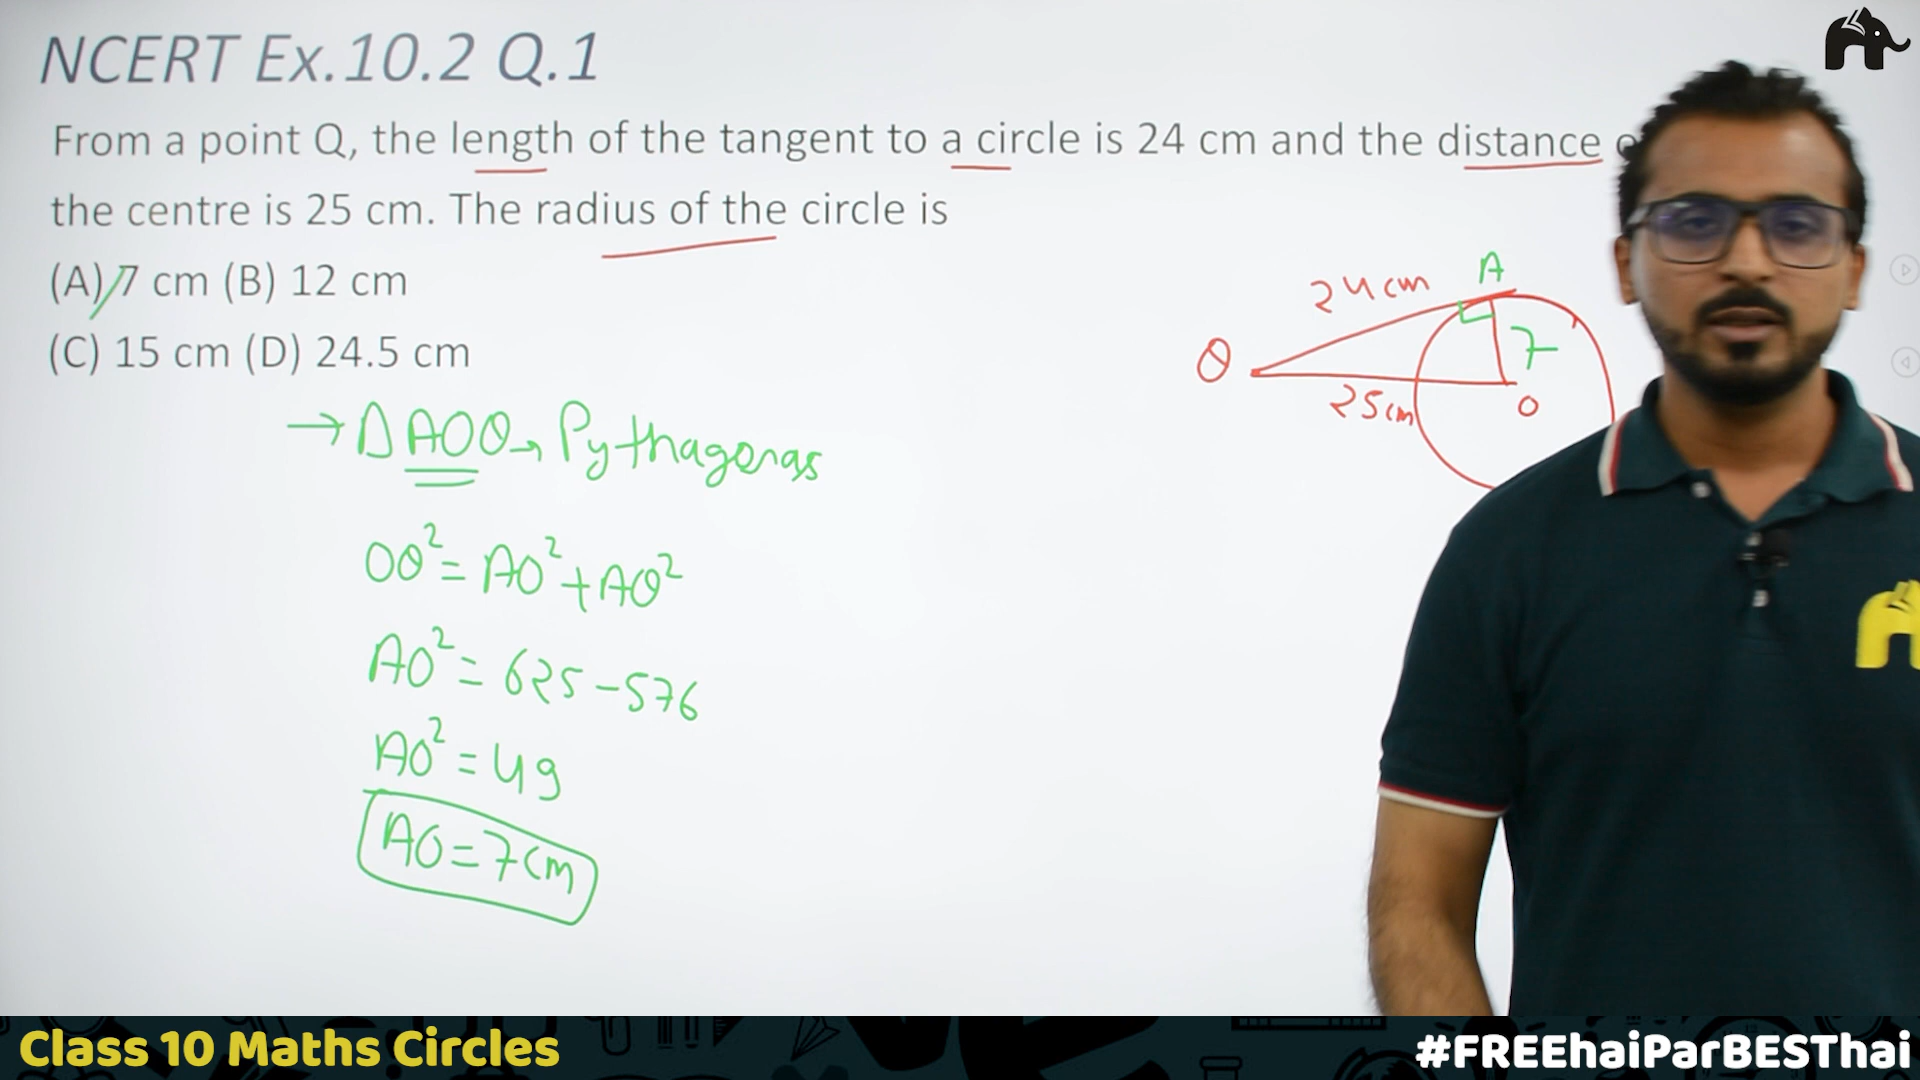 NCERT Ex.10.2 Q.1
From a point Q, the length of the tangent to a circle is 24 cm and the distance
the centre is 25 cm. The radius of the circle is
(A) 7 cm (B) 12 cm
(C) 15 cm (D) 24.5 cm
24 cm
A
Q
7
25cm
O
→ Δ AOQ → Pythagoras
OQ² = AO² + AQ²
AO² = 625 - 576
AO² = 49
AO = 7cm
Class 10 Maths Circles
#FREEhaiParBESThai